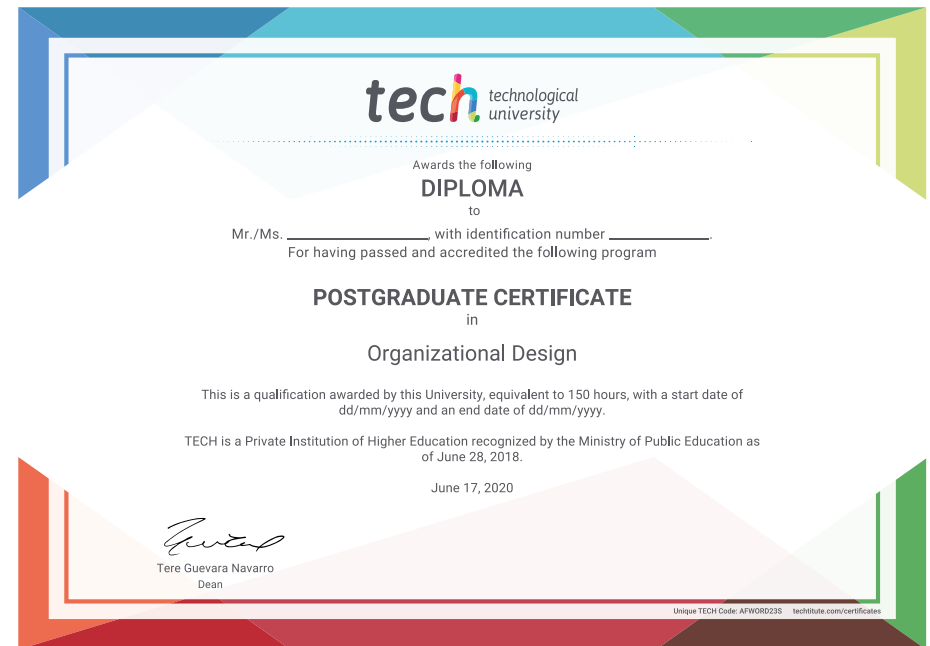 tech technological
university
Awards the following
DIPLOMA
to
Mr./Ms. ____________________, with identification number ______________.
For having passed and accredited the following program
POSTGRADUATE CERTIFICATE
in
Organizational Design
This is a qualification awarded by this University, equivalent to 150 hours, with a start date of
dd/mm/yyyy and an end date of dd/mm/yyyy.
TECH is a Private Institution of Higher Education recognized by the Ministry of Public Education as
of June 28, 2018.
June 17, 2020
Tere Guevara Navarro
Dean
Unique TECH Code: AFWORD23S techtitute.com/certificates